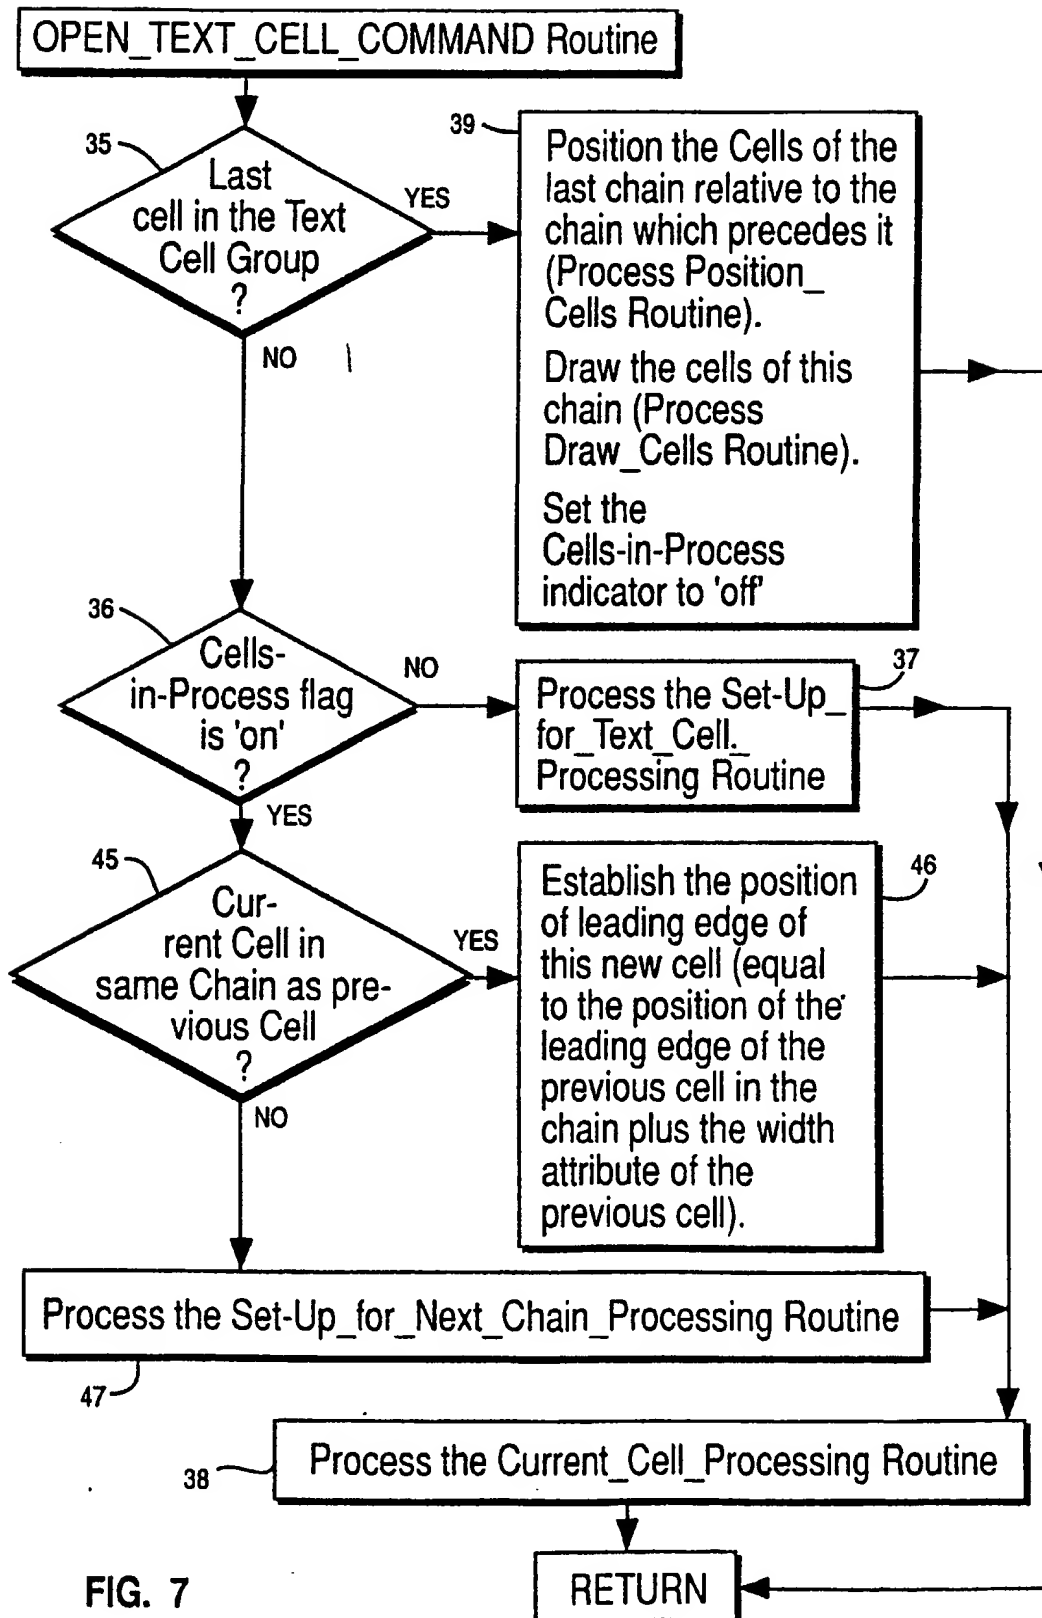 OPEN_TEXT_CELL_COMMAND Routine
35
Last
cell in the Text
Cell Group
?
YES
NO
39
Position the Cells of the
last chain relative to the
chain which precedes it
(Process Position_
Cells Routine).
Draw the cells of this
chain (Process
Draw_Cells Routine).
Set the
Cells-in-Process
indicator to 'off'
36
Cells-
in-Process flag
is 'on'
?
NO
YES
37
Process the Set-Up_
for_Text_Cell_
Processing Routine
45
Cur-
rent Cell in
same Chain as pre-
vious Cell
?
YES
NO
46
Establish the position
of leading edge of
this new cell (equal
to the position of the
leading edge of the
previous cell in the
chain plus the width
attribute of the
previous cell).
Process the Set-Up_for_Next_Chain_Processing Routine
47
Process the Current_Cell_Processing Routine
38
RETURN
FIG. 7